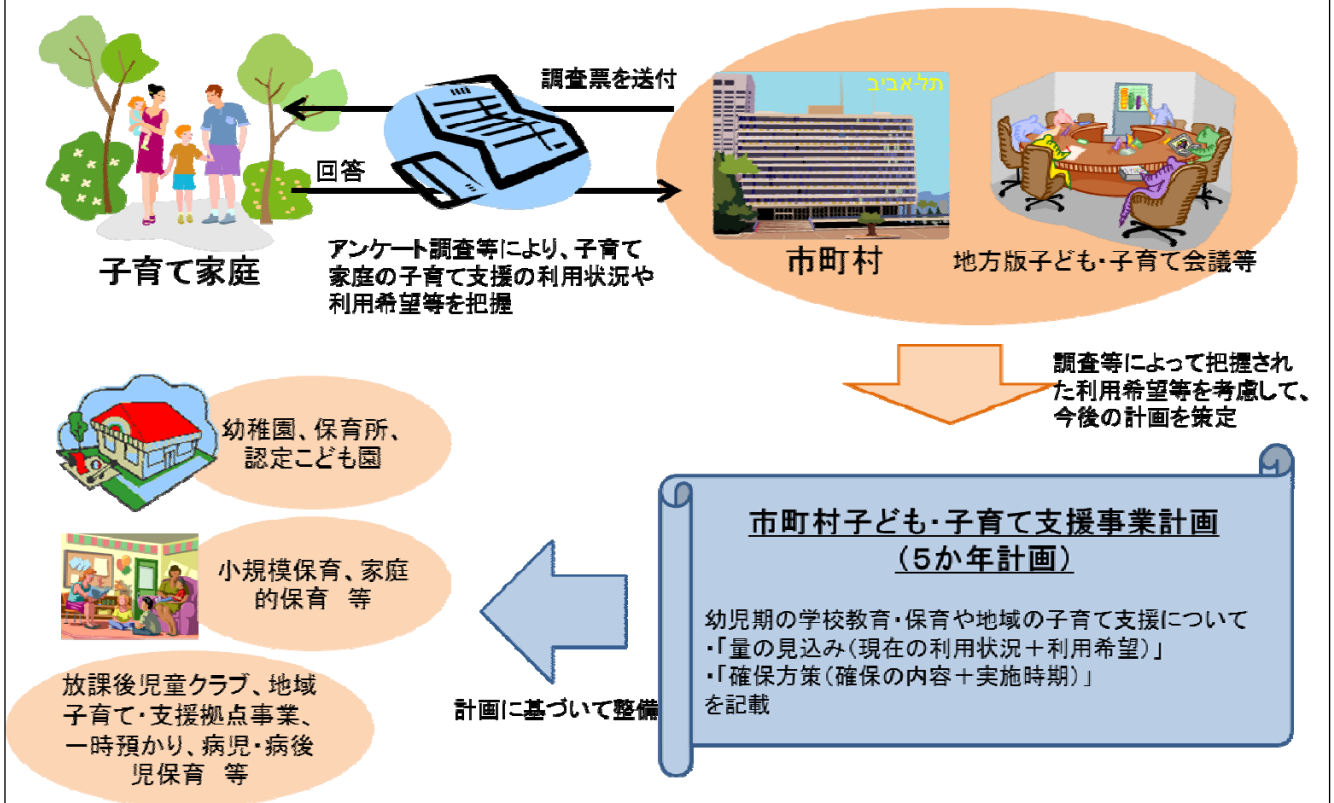 調査票を送付
תל-אביב
回答
子育て家庭
アンケート調査等により、子育て
家庭の子育て支援の利用状況や
利用希望等を把握
市町村
地方版子ども・子育て会議等
調査等によって把握され
た利用希望等を考慮して、
今後の計画を策定
市町村子ども・子育て支援事業計画
(5か年計画)
幼児期の学校教育・保育や地域の子育て支援について
・「量の見込み(現在の利用状況+利用希望)」
・「確保方策(確保の内容+実施時期)」
を記載
計画に基づいて整備
幼稚園、保育所、
認定こども園
小規模保育、家庭
的保育 等
放課後児童クラブ、地域
子育て・支援拠点事業、
一時預かり、病児・病後
児保育 等